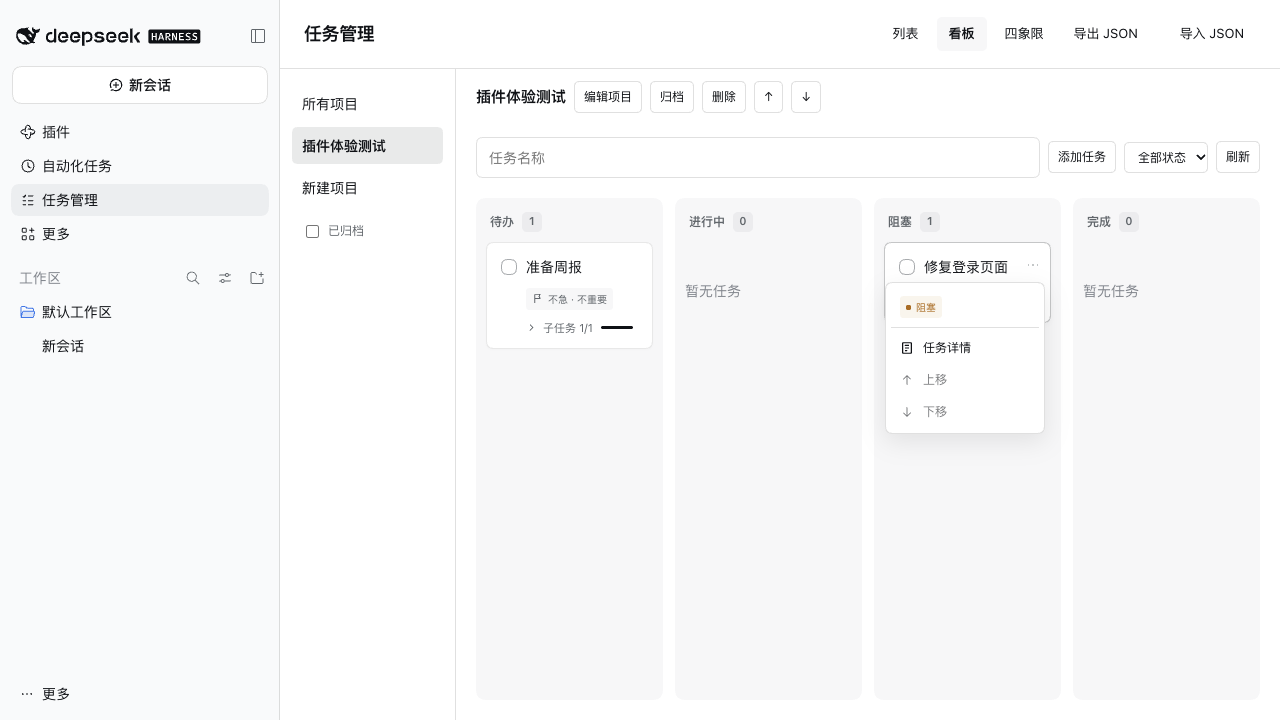 deepseek HARNESS
新会话
插件
自动化任务
任务管理
更多
工作区
默认工作区
新会话
更多
任务管理
列表
看板
四象限
导出 JSON
导入 JSON
所有项目
插件体验测试
新建项目
已归档
插件体验测试
编辑项目
归档
删除
↑
↓
任务名称
添加任务
全部状态
刷新
待办 1
准备周报
不急 · 不重要
子任务 1/1
进行中 0
暂无任务
阻塞 1
修复登录页面 ...
阻塞
任务详情
上移
下移
完成 0
暂无任务